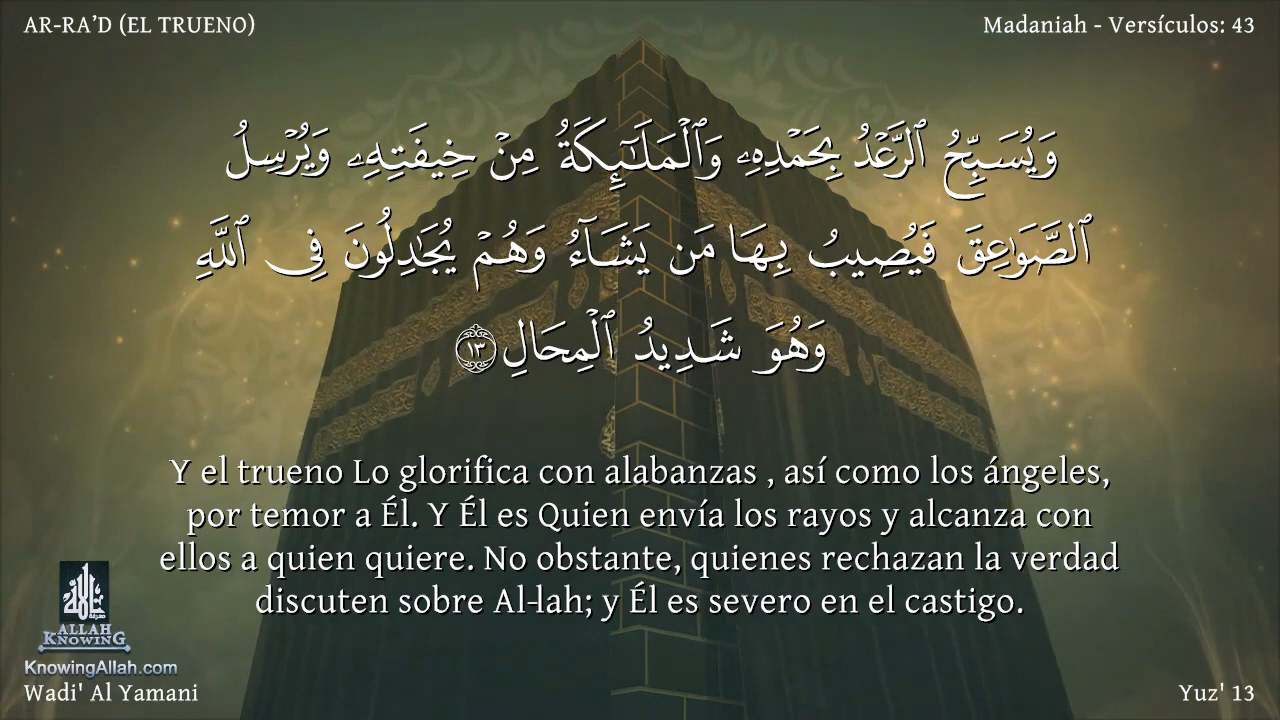 AR-RA’D (EL TRUENO)
Madaniah - Versículos: 43
وَيُسَبِّحُ ٱلرَّعْدُ بِحَمْدِهِۦ وَٱلْمَلَـٰٓئِكَةُ مِنْ خِيفَتِهِۦ وَيُرْسِلُ
ٱلصَّوَٰعِقَ فَيُصِيبُ بِهَا مَن يَشَآءُ وَهُمْ يُجَـٰدِلُونَ فِى ٱللَّهِ
وَهُوَ شَدِيدُ ٱلْمِحَالِ ١٣
Y el trueno Lo glorifica con alabanzas , así como los ángeles,
por temor a Él. Y Él es Quien envía los rayos y alcanza con
ellos a quien quiere. No obstante, quienes rechazan la verdad
discuten sobre Al-lah; y Él es severo en el castigo.
ALLAH
KNOWING
KnowingAllah.com
Wadi' Al Yamani
Yuz' 13